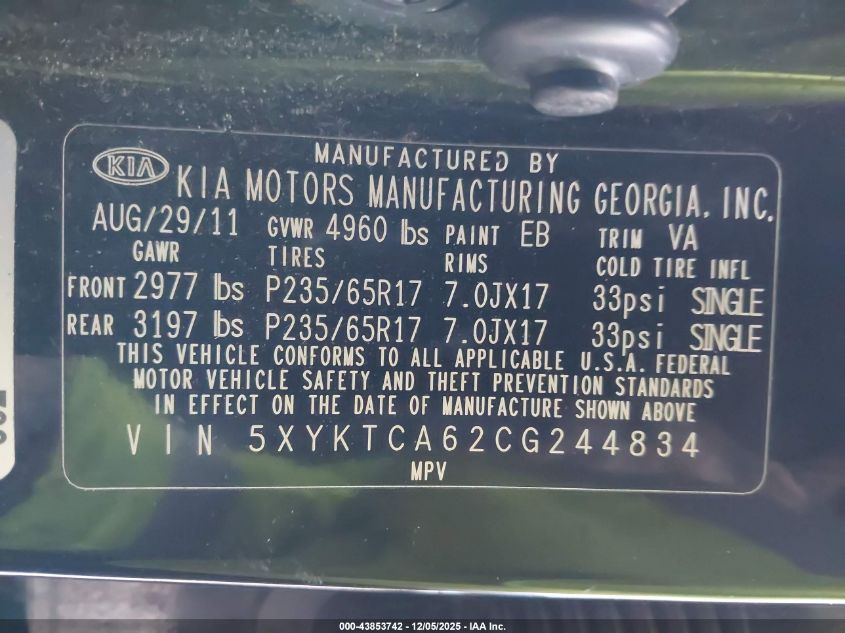 MANUFACTURED BY
KIA KIA MOTORS MANUFACTURING GEORGIA, INC.
AUG/29/11 GVWR 4960 lbs PAINT EB TRIM VA
GAWR TIRES RIMS COLD TIRE INFL
FRONT 2977 lbs P235/65R17 7.0JX17 33psi SINGLE
REAR 3197 lbs P235/65R17 7.0JX17 33psi SINGLE
THIS VEHICLE CONFORMS TO ALL APPLICABLE U.S.A. FEDERAL
MOTOR VEHICLE SAFETY AND THEFT PREVENTION STANDARDS
IN EFFECT ON THE DATE OF MANUFACTURE SHOWN ABOVE
VIN 5XYKTCA62CG244834
MPV
000-43853742 - 12/05/2025 - IAA Inc.